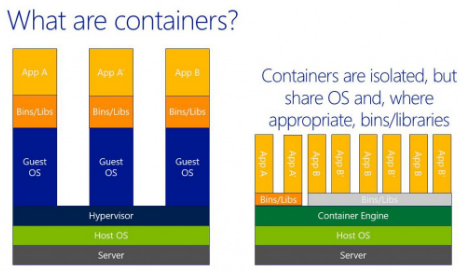 What are containers?
App A
App A'
App B
Bins/Libs
Bins/Libs
Bins/Libs
Guest
OS
Guest
OS
Guest
OS
Hypervisor
Host OS
Server
Containers are isolated, but
share OS and, where
appropriate, bins/libraries
App A
App A'
App B
App B'
App B'
App B'
App B
App B'
Bins/Libs
Bins/Libs
Container Engine
Host OS
Server